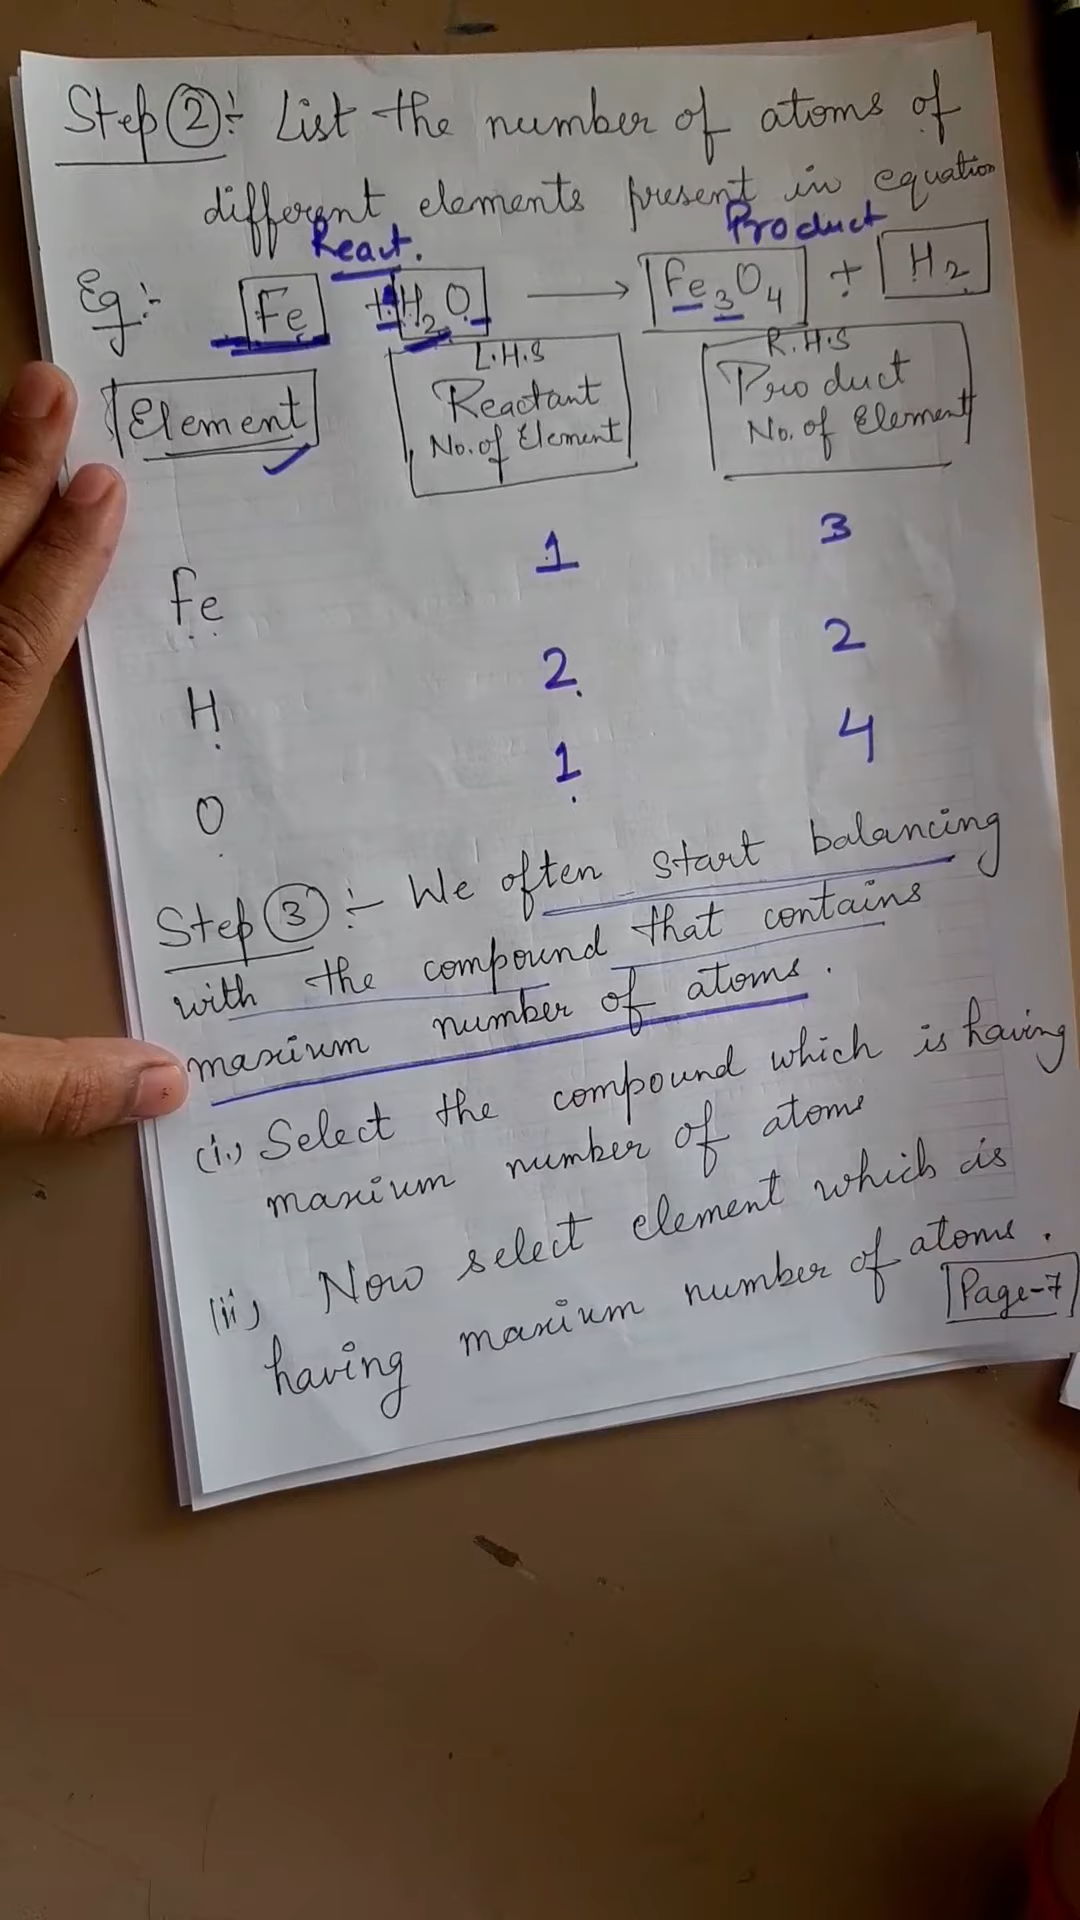 Step ② :- List the number of atoms of
different elements present in equation
React. Product
Eg :- Fe + H2O → Fe3O4 + H2
Element
L.H.S
Reactant
No. of Element
R.H.S
Product
No. of Element
Fe 1 3
H 2 2
O 1 4
Step ③ :- We often start balancing
with the compound that contains
maxium number of atoms.
(i.) Select the compound which is having
maxium number of atoms
(ii) Now select element which is
having maxium number of atoms.
Page-7